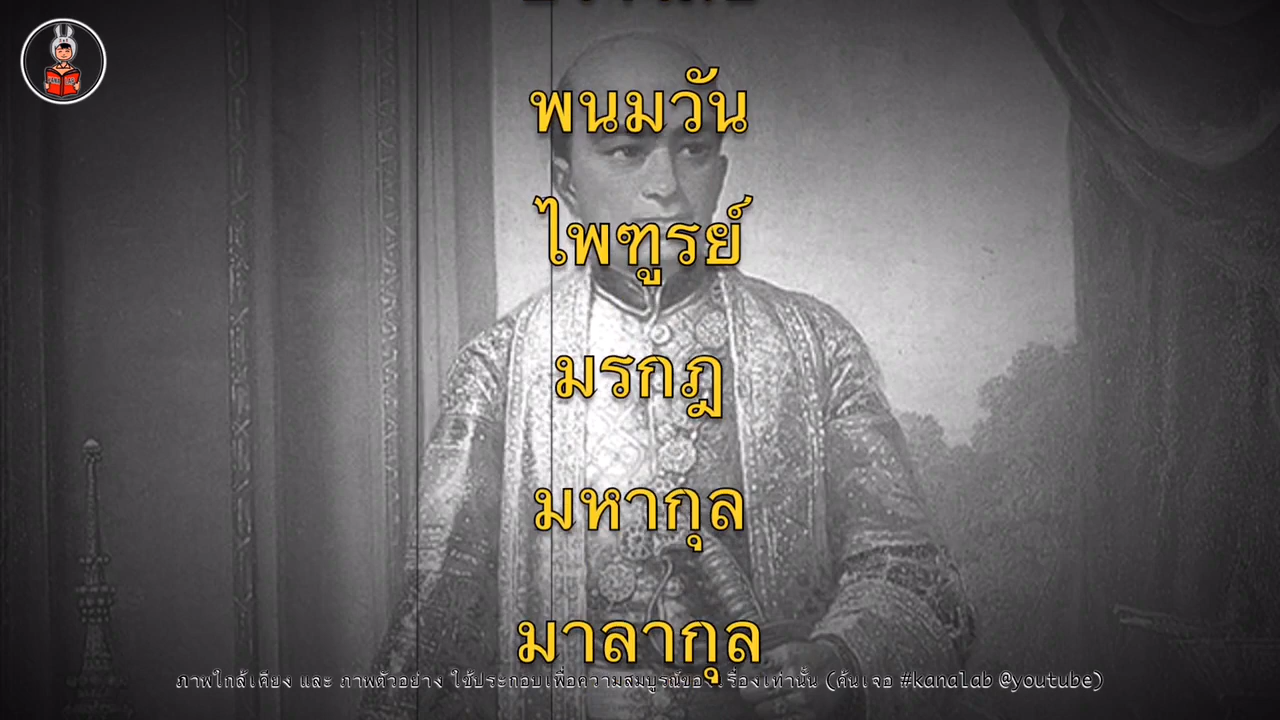 พนมวัน
ไพฑูรย์
มรกฎ
มหากุล
มาลากุล
ภาพใกล้เคียง และ ภาพตัวอย่าง ใช้ประกอบเพื่อความสมบูรณ์ของเรื่องเท่านั้น (ค้นเจอ #kanalab @youtube)